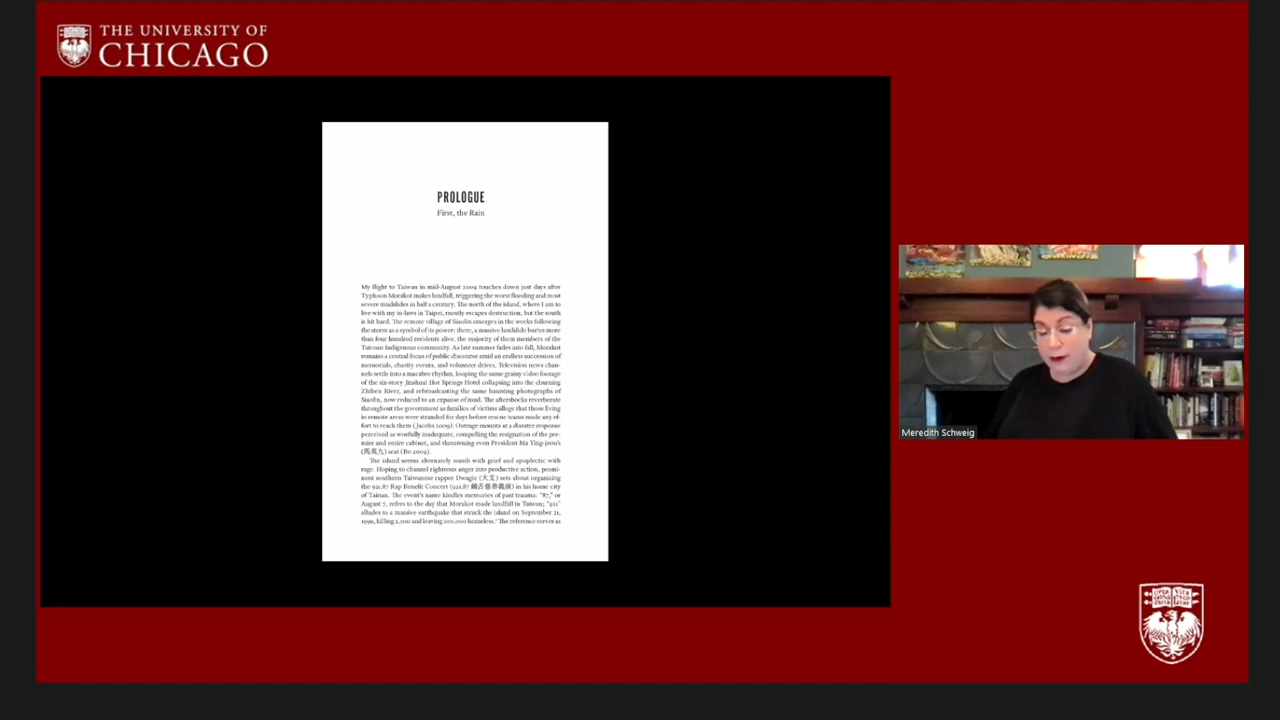 THE UNIVERSITY OF
CHICAGO
PROLOGUE
First, the Rain
My flight to Taiwan in mid-August 2009 touches down just days after
Typhoon Morakot makes landfall, triggering the worst flooding and most
severe mudslides in half a century. The north of the island, where I am to
live with my in-laws in Taipei, mostly escapes destruction, but the south
is hit hard. The remote village of Siaolin emerges in the weeks following
the storm as a symbol of its power: there, a massive landslide buries more
than four hundred residents alive, the majority of them members of the
Taivoan Indigenous community. As late summer fades into fall, Morakot
remains a central focus of public discourse amid an endless succession of
memorials, charity events, and volunteer drives. Television news chan-
nels settle into a macabre rhythm, looping the same grainy video footage
of the six-story Jinshuai Hot Springs Hotel collapsing into the churning
Zhiben River, and rebroadcasting the same haunting photographs of
Siaolin, now reduced to an expanse of mud. The aftershocks reverberate
throughout the government as families of victims allege that those living
in remote areas were stranded for days before rescue teams made any ef-
fort to reach them (Jacobs 2009). Outrage mounts at a disaster response
perceived as woefully inadequate, compelling the resignation of the pre-
mier and entire cabinet, and threatening even President Ma Ying-jeou's
(馬英九) seat (Bo 2009).
The island seems alternately numb with grief and apoplectic with
rage. Hoping to channel righteous anger into productive action, promi-
nent southern Taiwanese rapper Dwagie (大支) sets about organizing
the 921.87 Rap Benefit Concert (921.87 饒舌慈善義演) in his home city
of Tainan. The event's name kindles memories of past trauma: "87," or
August 7, refers to the day that Morakot made landfall in Taiwan; "921"
alludes to a massive earthquake that struck the island on September 21,
1999, killing 2,500 and leaving 100,000 homeless.¹ The reference serves to
Meredith Schweig